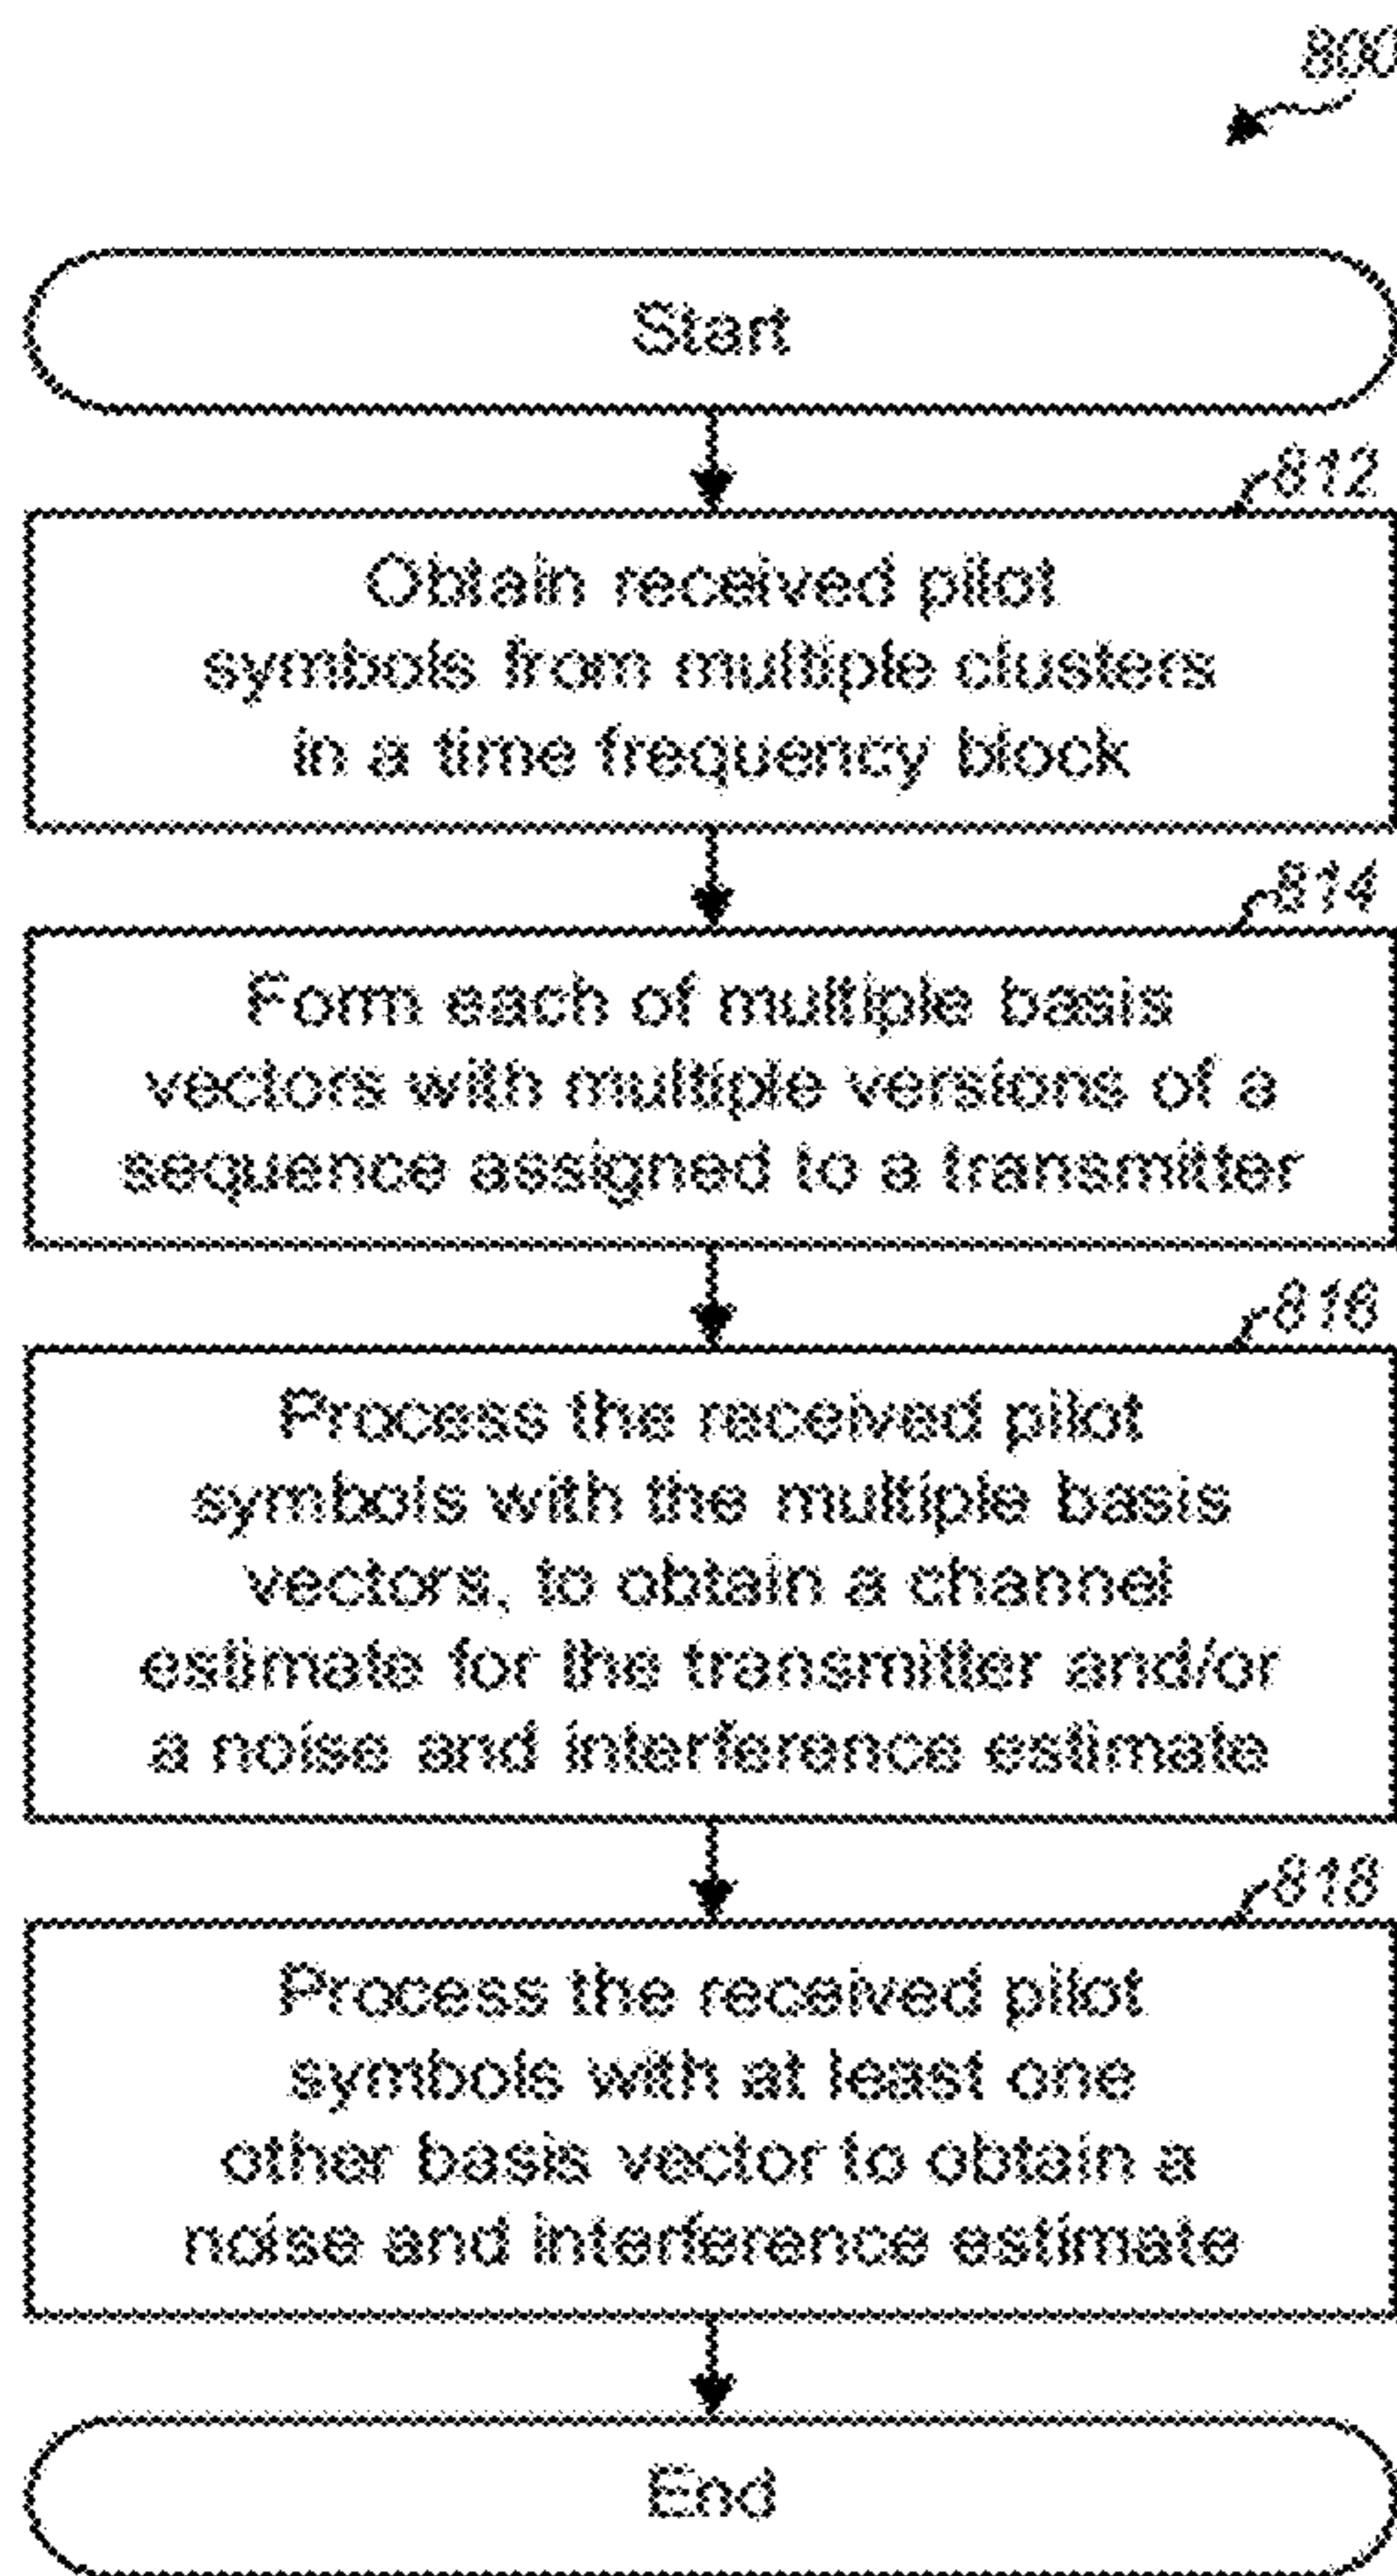 800
Start
812
Obtain received pilot
symbols from multiple clusters
in a time frequency block
814
Form each of multiple basis
vectors with multiple versions of a
sequence assigned to a transmitter
816
Process the received pilot
symbols with the multiple basis
vectors, to obtain a channel
estimate for the transmitter and/or
a noise and interference estimate
818
Process the received pilot
symbols with at least one
other basis vector to obtain a
noise and interference estimate
End